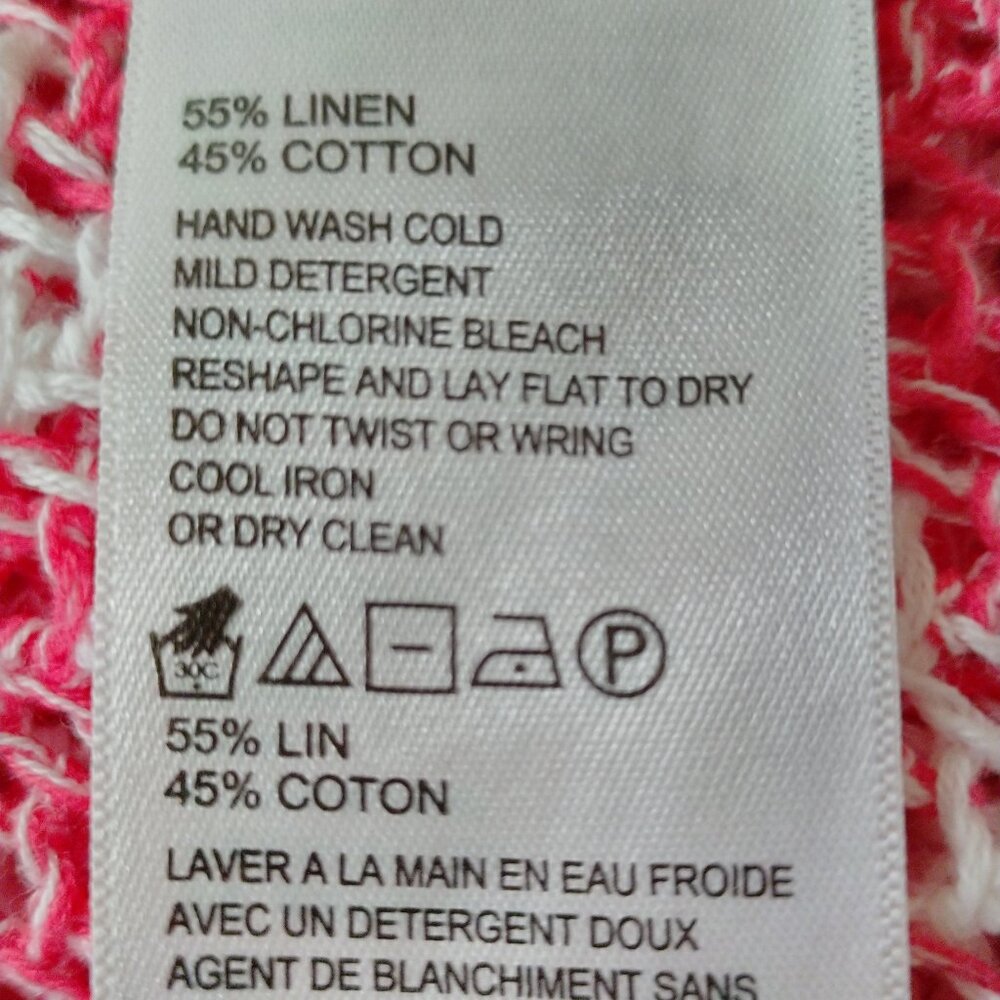 55% LINEN
45% COTTON
HAND WASH COLD
MILD DETERGENT
NON-CHLORINE BLEACH
RESHAPE AND LAY FLAT TO DRY
DO NOT TWIST OR WRING
COOL IRON
OR DRY CLEAN
30C
P
55% LIN
45% COTON
LAVER A LA MAIN EN EAU FROIDE
AVEC UN DETERGENT DOUX
AGENT DE BLANCHIMENT SANS